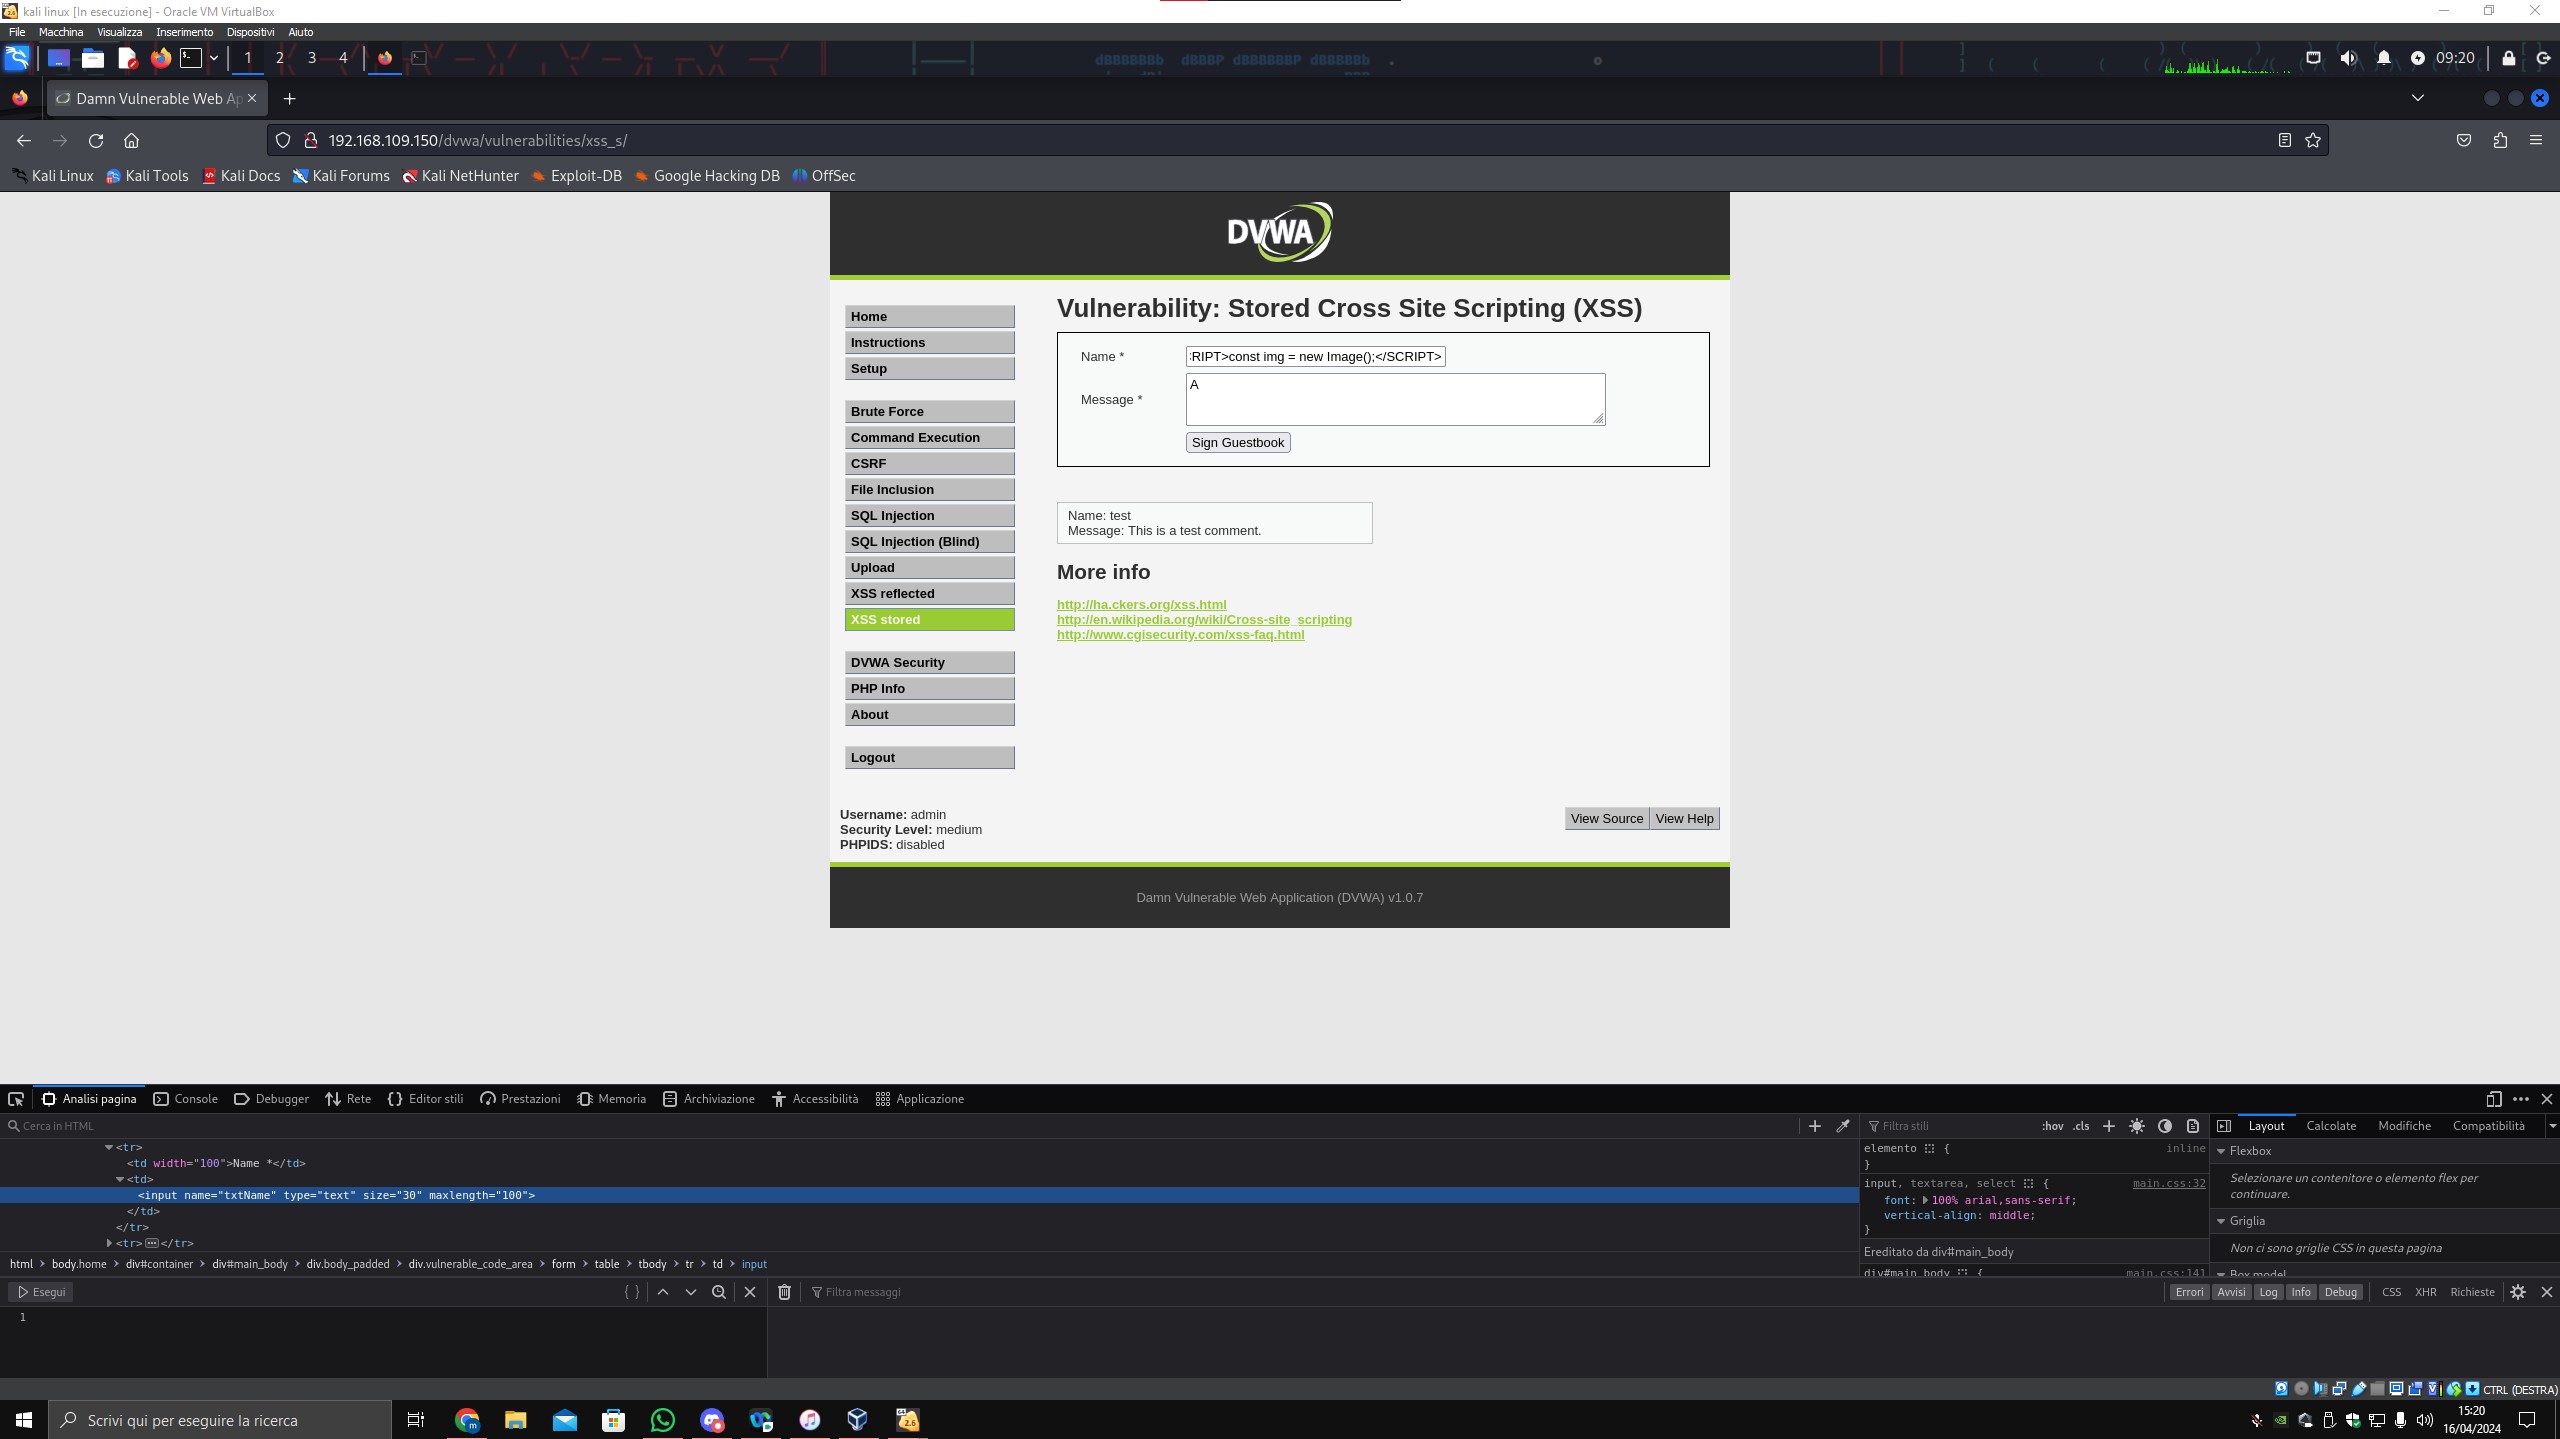 kali linux [In esecuzione] - Oracle VM VirtualBox
File Macchina Visualizza Inserimento Dispositivi Aiuto
1 2 3 4
dBBBBBBb dBBBP dBBBBBBP dBBBBBb . o
09:20
Damn Vulnerable Web Ap
192.168.109.150/dvwa/vulnerabilities/xss_s/
Kali Linux Kali Tools Kali Docs Kali Forums Kali NetHunter Exploit-DB Google Hacking DB OffSec
DVWA
Vulnerability: Stored Cross Site Scripting (XSS)
Home
Instructions
Setup
Brute Force
Command Execution
CSRF
File Inclusion
SQL Injection
SQL Injection (Blind)
Upload
XSS reflected
XSS stored
DVWA Security
PHP Info
About
Logout
Name * RIPT>const img = new Image();</SCRIPT>
Message * A
Sign Guestbook
Name: test
Message: This is a test comment.
More info
http://ha.ckers.org/xss.html
http://en.wikipedia.org/wiki/Cross-site_scripting
http://www.cgisecurity.com/xss-faq.html
Username: admin
Security Level: medium
PHPIDS: disabled
View Source View Help
Damn Vulnerable Web Application (DVWA) v1.0.7
Analisi pagina Console Debugger Rete Editor stili Prestazioni Memoria Archiviazione Accessibilità Applicazione
Cerca in HTML
<tr>
<td width="100">Name *</td>
<td>
<input name="txtName" type="text" size="30" maxlength="100">
</td>
</tr>
<tr></tr>
html body.home div#container div#main_body div.body_padded div.vulnerable_code_area form table tbody tr td input
Filtra stili :hov .cls
elemento { inline
}
input, textarea, select { main.css:32
font: 100% arial,sans-serif;
vertical-align: middle;
}
Ereditato da div#main_body
div#main_body { main.css:141
Layout Calcolate Modifiche Compatibilità
Flexbox
Selezionare un contenitore o elemento flex per
continuare.
Griglia
Non ci sono griglie CSS in questa pagina
Box model
Esegui
1
Filtra messaggi
Errori Avvisi Log Info Debug CSS XHR Richieste
CTRL (DESTRA)
Scrivi qui per eseguire la ricerca
15:20
16/04/2024